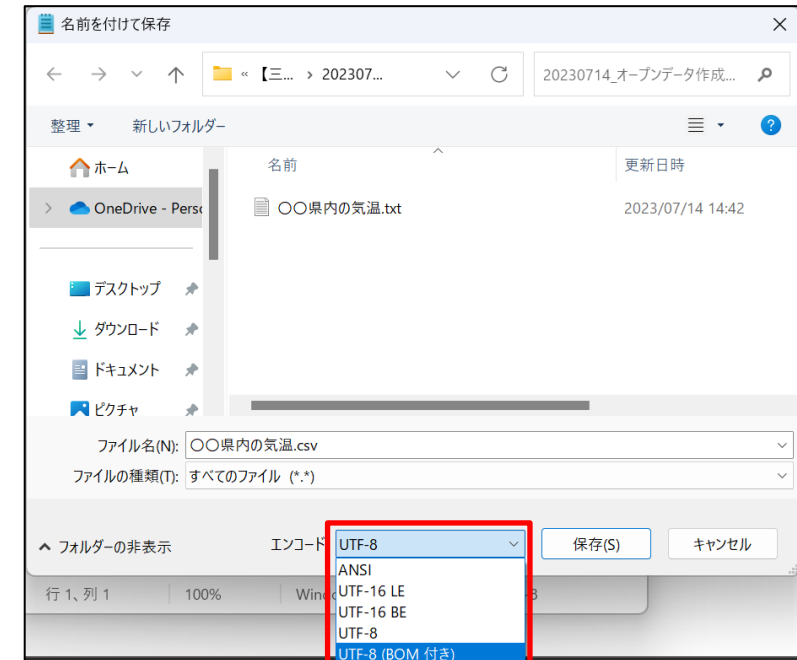 名前を付けて保存
« 【三... › 202307...
20230714_オープンデータ作成...
整理 新しいフォルダー
ホーム
名前
更新日時
OneDrive - Perso
〇〇県内の気温.txt
2023/07/14 14:42
デスクトップ
ダウンロード
ドキュメント
ピクチャ
ファイル名(N): 〇〇県内の気温.csv
ファイルの種類(T): すべてのファイル (*.*)
フォルダーの非表示
エンコード
UTF-8
保存(S)
キャンセル
ANSI
UTF-16 LE
UTF-16 BE
UTF-8
UTF-8 (BOM 付き)
行 1、列 1
100%